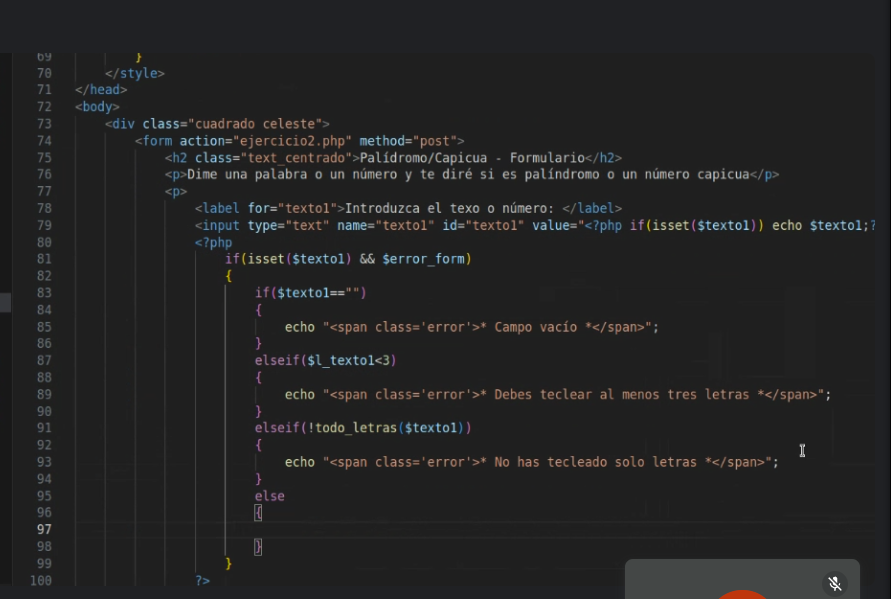 69 }
70 </style>
71 </head>
72 <body>
73 <div class="cuadrado celeste">
74 <form action="ejercicio2.php" method="post">
75 <h2 class="text_centrado">Palídromo/Capicua - Formulario</h2>
76 <p>Dime una palabra o un número y te diré si es palíndromo o un número capicua</p>
77 <p>
78 <label for="texto1">Introduzca el texo o número: </label>
79 <input type="text" name="texto1" id="texto1" value="<?php if(isset($texto1)) echo $texto1;?
80 <?php
81 if(isset($texto1) && $error_form)
82 {
83 if($texto1=="")
84 {
85 echo "<span class='error'>* Campo vacío *</span>";
86 }
87 elseif($l_texto1<3)
88 {
89 echo "<span class='error'>* Debes teclear al menos tres letras *</span>";
90 }
91 elseif(!todo_letras($texto1))
92 {
93 echo "<span class='error'>* No has tecleado solo letras *</span>";
94 }
95 else
96 {
97
98 }
99 }
100 ?>